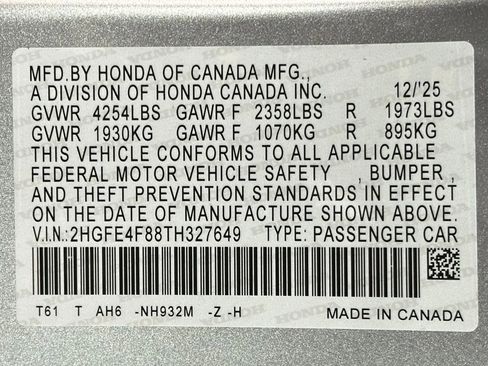 MFD.BY HONDA OF CANADA MFG.,
A DIVISION OF HONDA CANADA INC. 12/'25
GVWR 4254LBS GAWR F 2358LBS R 1973LBS
GVWR 1930KG GAWR F 1070KG R 895KG
THIS VEHICLE CONFORMS TO ALL APPLICABLE
FEDERAL MOTOR VEHICLE SAFETY , BUMPER ,
AND THEFT PREVENTION STANDARDS IN EFFECT
ON THE DATE OF MANUFACTURE SHOWN ABOVE.
V.I.N.:2HGFE4F88TH327649 TYPE: PASSENGER CAR
T61 T AH6 -NH932M -Z -H MADE IN CANADA